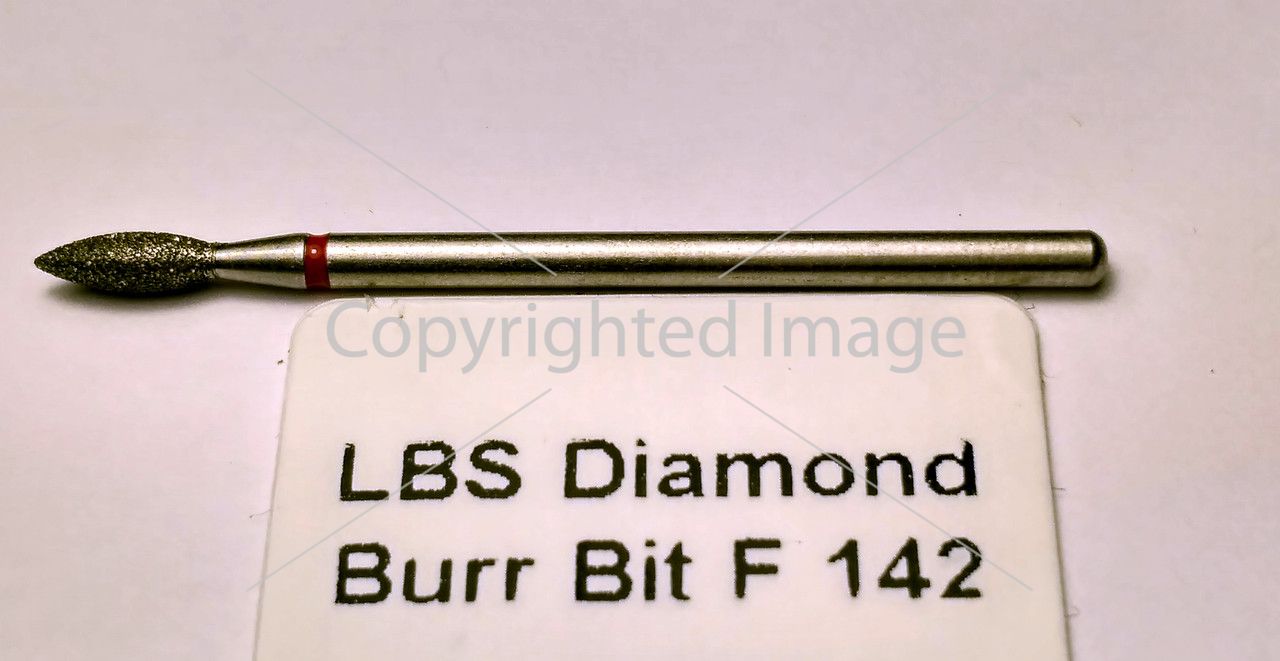 Copyrighted Image
LBS Diamond
Burr Bit F 142